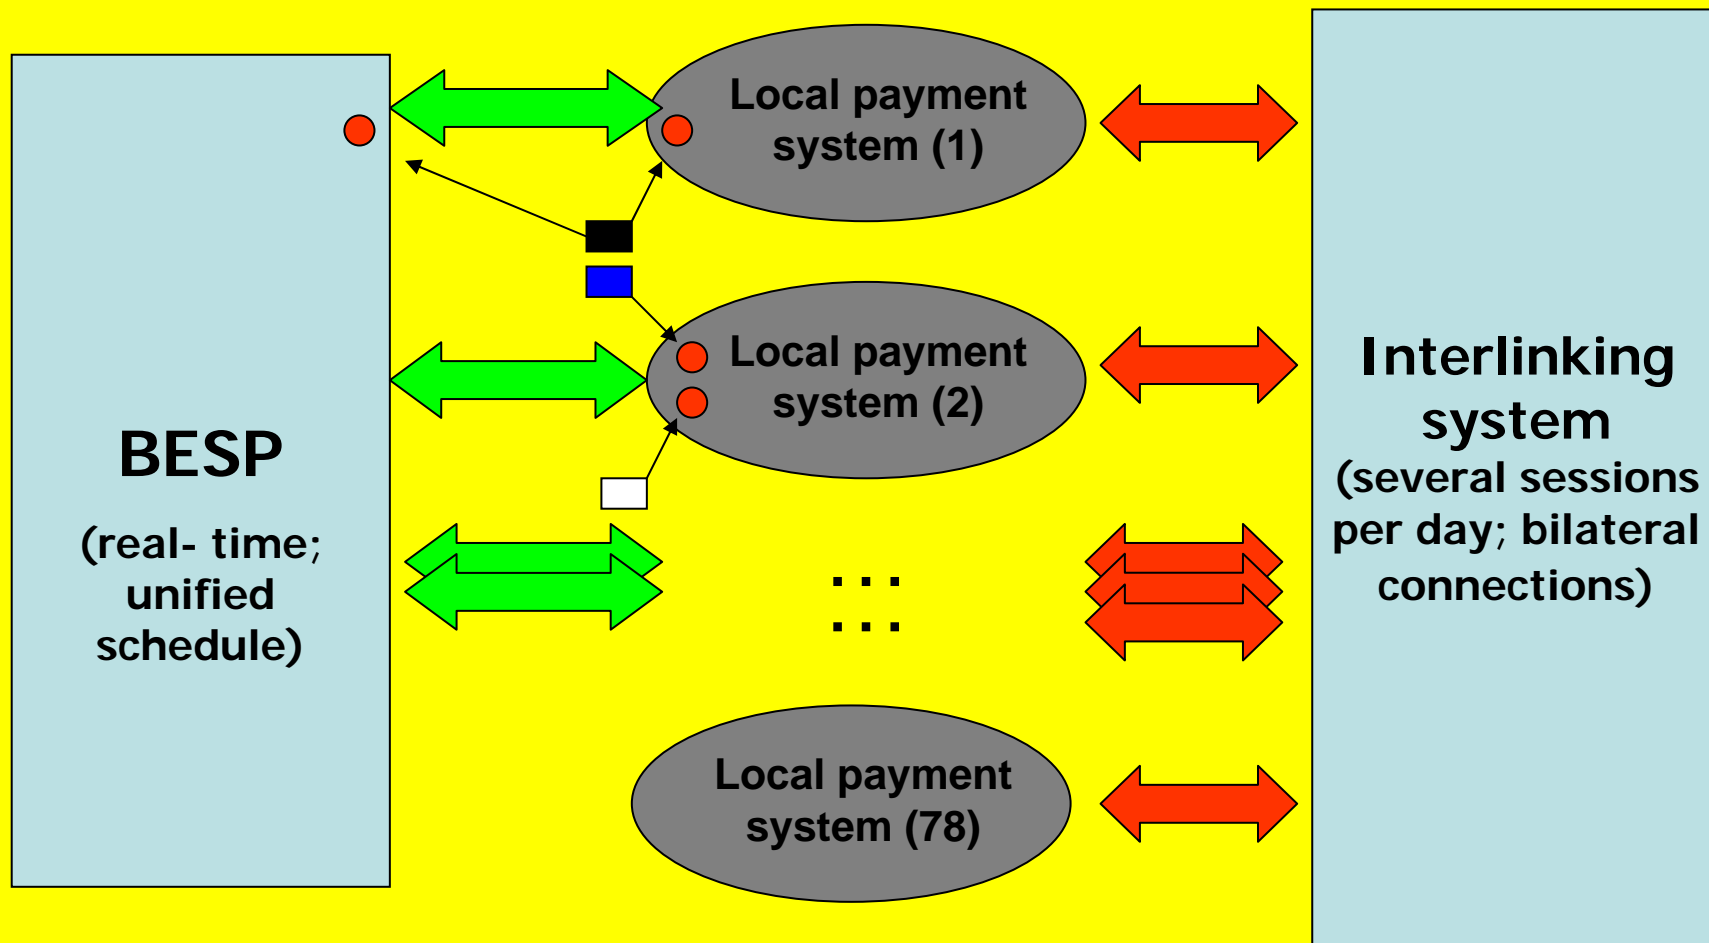 BESP
(real- time;
unified
schedule)
Local payment
system (1)
Local payment
system (2)
. . .
. . .
Local payment
system (78)
Interlinking
system
(several sessions
per day; bilateral
connections)